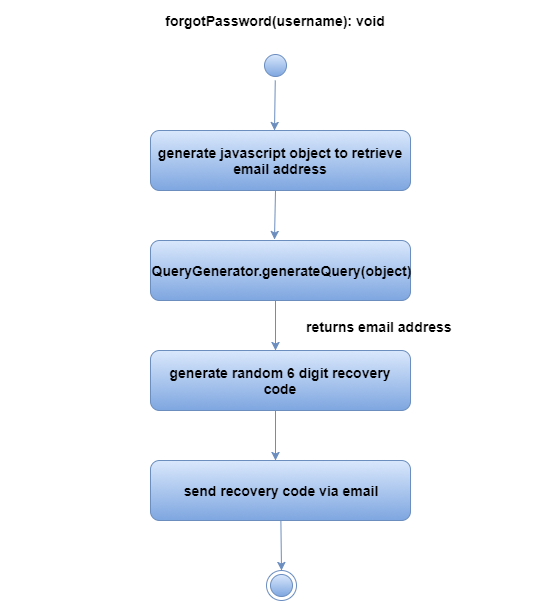 forgotPassword(username): void
generate javascript object to retrieve
email address
QueryGenerator.generateQuery(object)
returns email address
generate random 6 digit recovery
code
send recovery code via email